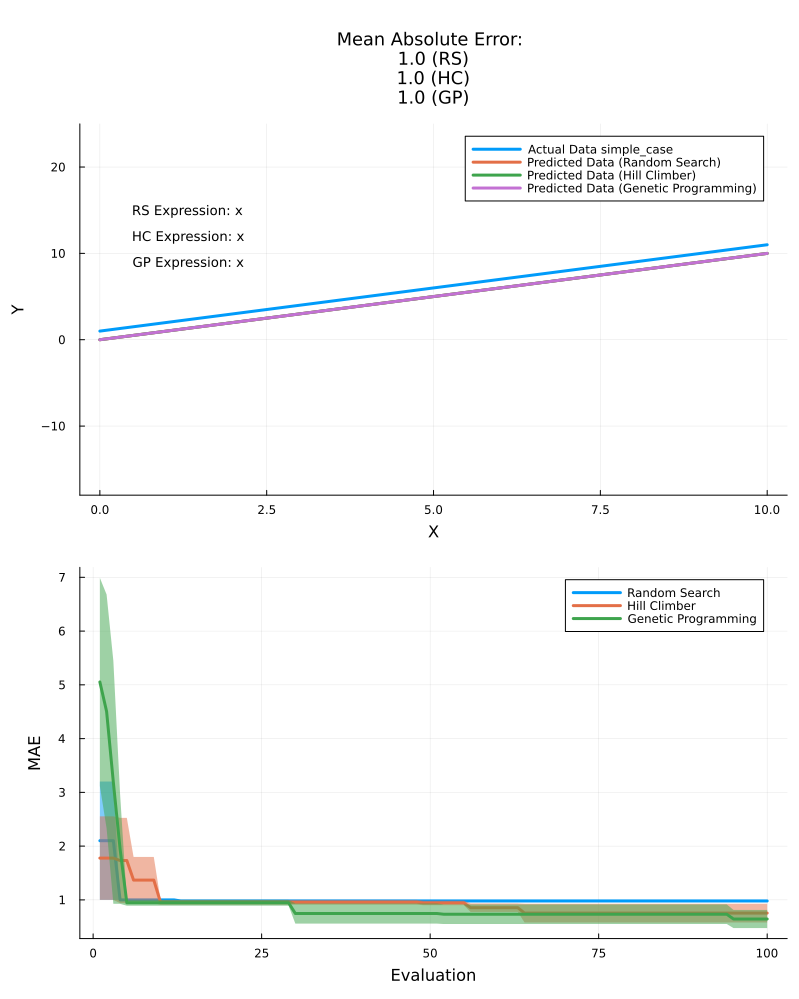 Mean Absolute Error:
1.0 (RS)
1.0 (HC)
1.0 (GP)
Actual Data simple_case
Predicted Data (Random Search)
Predicted Data (Hill Climber)
Predicted Data (Genetic Programming)
RS Expression: x
HC Expression: x
GP Expression: x
20
10
0
−10
Y
0.0 2.5 5.0 7.5 10.0
X
Random Search
Hill Climber
Genetic Programming
7
6
5
4
3
2
1
MAE
0 25 50 75 100
Evaluation